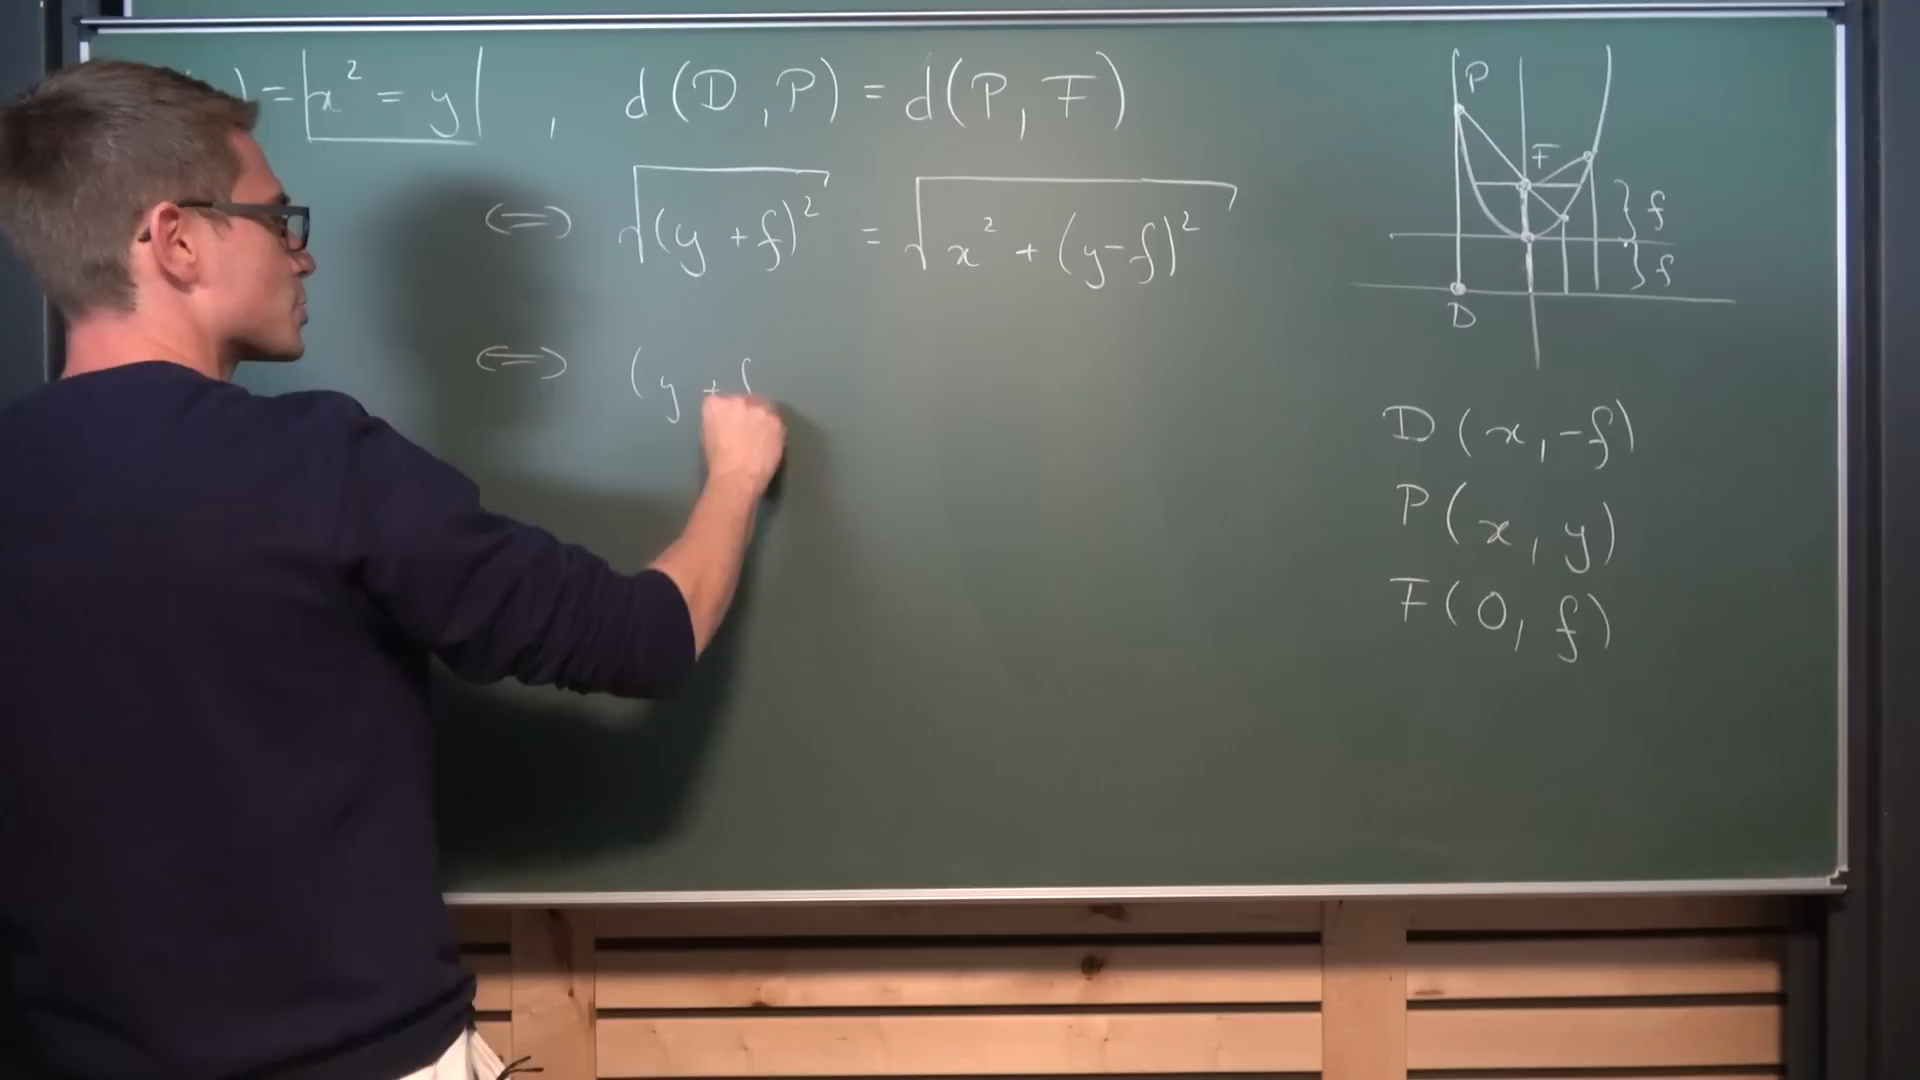 ) = x² = y , d(D, P) = d(P, F)
⟺ √(y + f)² = √x² + (y-f)²
⟺ (y + f
P
F
f
f
D
D(x, -f)
P(x, y)
F(0, f)